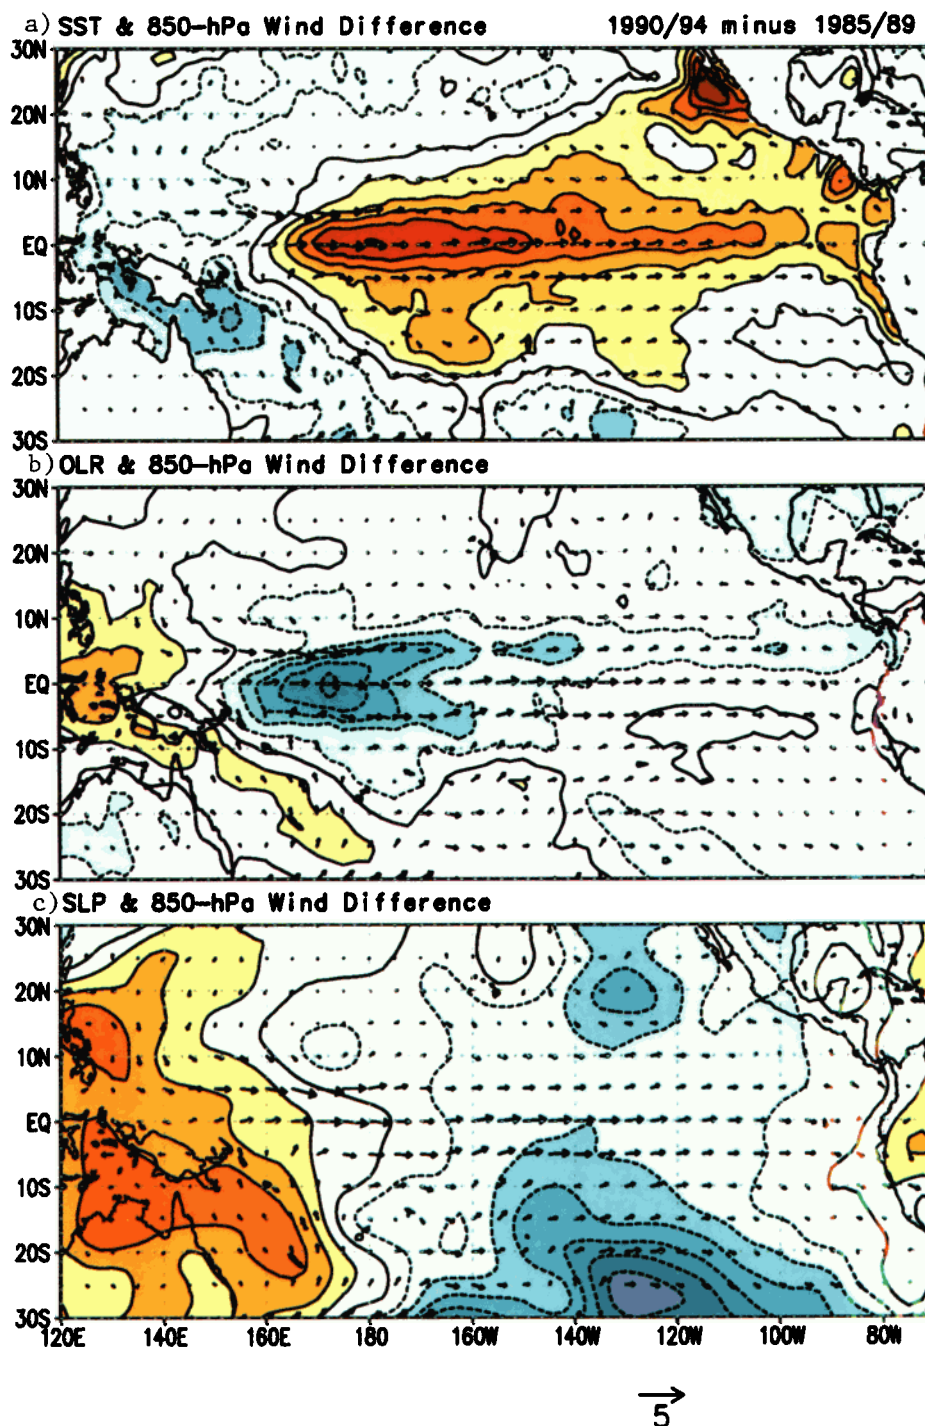 a) SST & 850-hPa Wind Difference 1990/94 minus 1985/89
30N
20N
10N
EQ
10S
20S
30S
b) OLR & 850-hPa Wind Difference
30N
20N
10N
EQ
10S
20S
30S
c) SLP & 850-hPa Wind Difference
30N
20N
10N
EQ
10S
20S
30S
120E 140E 160E 180 160W 140W 120W 100W 80W
5